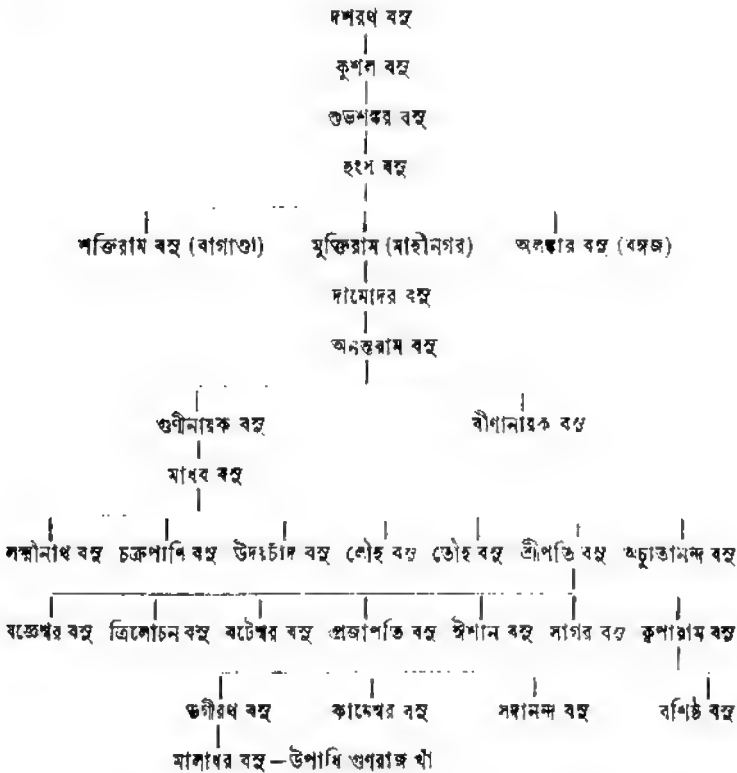 দশরথ বসু
কুশল বসু
শুভশঙ্কর বসু
হংস বসু
শক্তিরাম বসু (বাগাণ্ডা) মুক্তিরাম (মাহীনগর) অলঙ্কার বসু (বঙ্গজ)
দামোদর বসু
অনন্তরাম বসু
গুণীনায়ক বসু বীণানায়ক বসু
মাধব বসু
লক্ষ্মীনাথ বসু চক্রপাণি বসু উদয়চাঁদ বসু বসু বসু শ্রীপতি বসু অচ্যুতানন্দ বসু
যজ্ঞেশ্বর বসু ত্রিলোচন বসু বটেশ্বর বসু প্রজাপতি বসু ঈশান বসু সাগর বসু কৃপারাম বসু
ভগীরথ বসু বসু সদানন্দ বসু বশিষ্ঠ বসু
মালাধর বসু — উপাধি গুণরাজ খাঁ